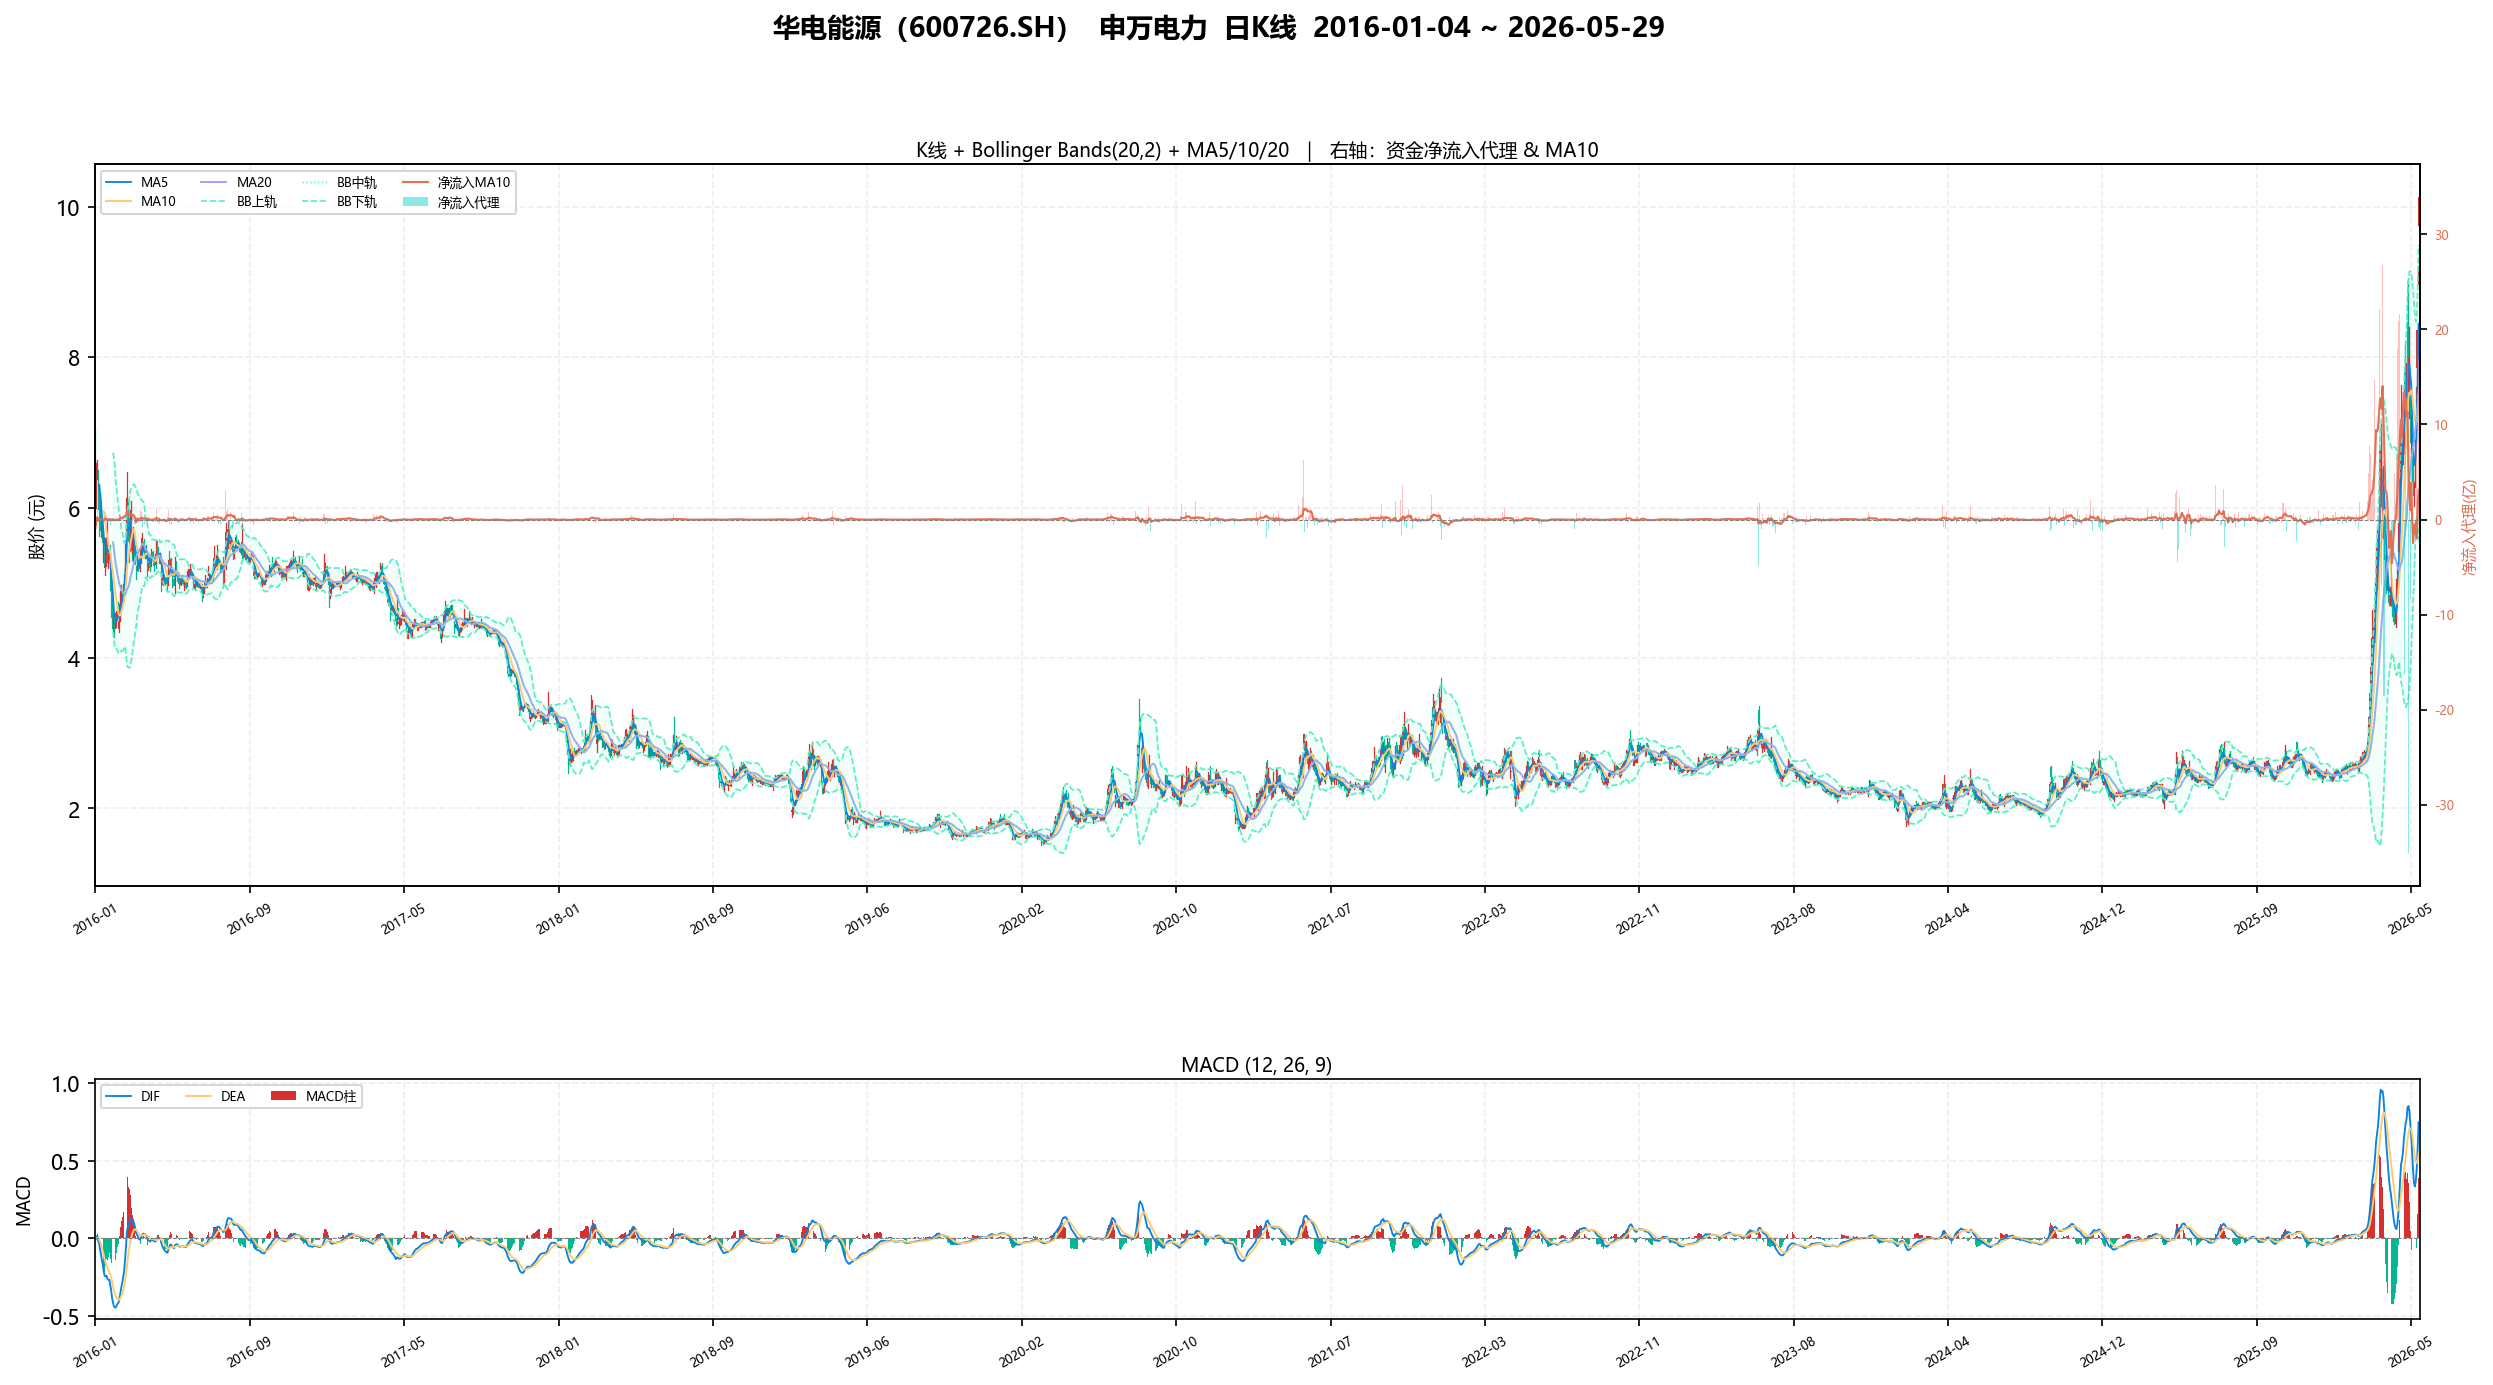 华电能源（600726.SH）  申万电力  日K线  2016-01-04 ~ 2026-05-29
K线 + Bollinger Bands(20,2) + MA5/10/20  |  右轴：资金净流入代理 & MA10
MA5 MA20 BB中轨 净流入MA10
MA10 BB上轨 BB下轨 净流入代理
股价 (元)
10
8
6
4
2
30
20
10
0
-10
-20
-30
净流入代理(亿)
2016-01 2016-09 2017-05 2018-01 2018-09 2019-06 2020-02 2020-10 2021-07 2022-03 2022-11 2023-08 2024-04 2024-12 2025-09 2026-05
MACD (12, 26, 9)
DIF DEA MACD柱
MACD
1.0
0.5
0.0
-0.5
2016-01 2016-09 2017-05 2018-01 2018-09 2019-06 2020-02 2020-10 2021-07 2022-03 2022-11 2023-08 2024-04 2024-12 2025-09 2026-05